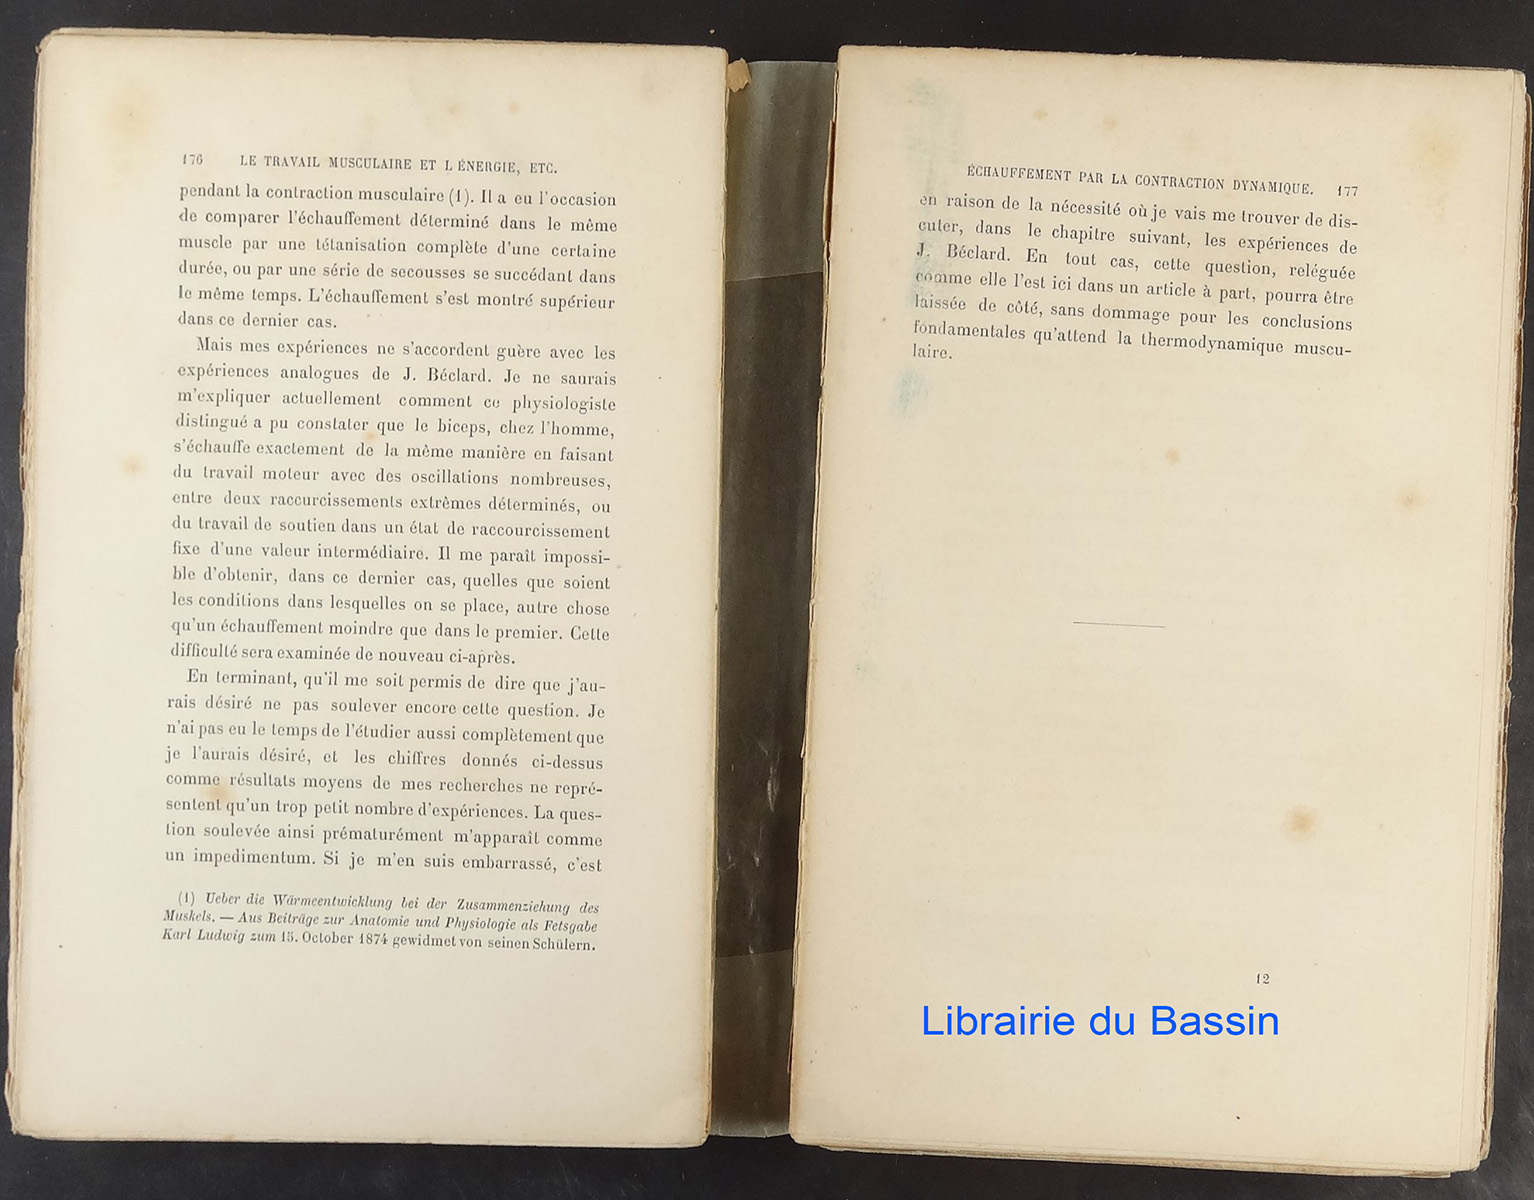 176 LE TRAVAIL MUSCULAIRE ET L ÉNERGIE, ETC.
pendant la contraction musculaire (1). Il a eu l'occasion
de comparer l'échauffement déterminé dans le même
muscle par une tétanisation complète d'une certaine
durée, ou par une série de secousses se succédant dans
le même temps. L'échauffement s'est montré supérieur
dans ce dernier cas.
Mais mes expériences ne s'accordent guère avec les
expériences analogues de J. Béclard. Je ne saurais
m'expliquer actuellement comment ce physiologiste
distingué a pu constater que le biceps, chez l'homme,
s'échauffe exactement de la même manière en faisant
du travail moteur avec des oscillations nombreuses,
entre deux raccurcissements extrêmes déterminés, ou
du travail de soutien dans un état de raccourcissement
fixe d'une valeur intermédiaire. Il me paraît impossi-
ble d'obtenir, dans ce dernier cas, quelles que soient
les conditions dans lesquelles on se place, autre chose
qu'un échauffement moindre que dans le premier. Cette
difficulté sera examinée de nouveau ci-après.
En terminant, qu'il me soit permis de dire que j'au-
rais désiré ne pas soulever encore cette question. Je
n'ai pas eu le temps de l'étudier aussi complètement que
je l'aurais désiré, et les chiffres donnés ci-dessus
comme résultats moyens de mes recherches ne repré-
sentent qu'un trop petit nombre d'expériences. La ques-
tion soulevée ainsi prématurément m'apparaît comme
un impedimentum. Si je m'en suis embarrassé, c'est
(1) Ueber die Wärmeentwicklung bei der Zusammenziehung des
Muskels. — Aus Beiträge zur Anatomie und Physiologie als Fetsgabe
Karl Ludwig zum 15. October 1874 gewidmet von seinen Schülern.
ÉCHAUFFEMENT PAR LA CONTRACTION DYNAMIQUE. 177
en raison de la nécessité où je vais me trouver de dis-
cuter, dans le chapitre suivant, les expériences de
J. Béclard. En tout cas, cette question, reléguée
comme elle l'est ici dans un article à part, pourra être
laissée de côté, sans dommage pour les conclusions
fondamentales qu'attend la thermodynamique muscu-
laire.
12
Librairie du Bassin